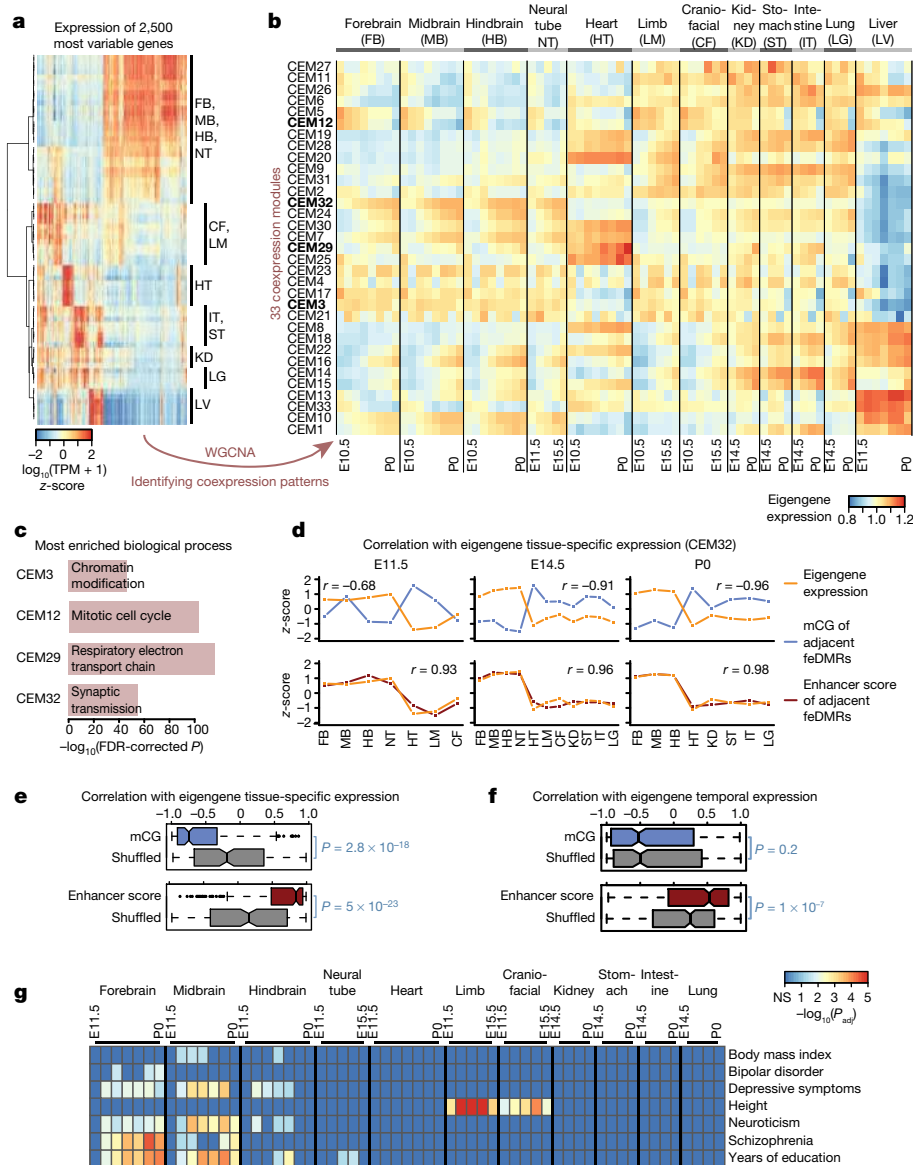 a
Expression of 2,500
most variable genes
FB,
MB,
HB,
NT
CF,
LM
HT
IT,
ST
KD
LG
LV
−2 0 2
log10(TPM + 1)
z-score
WGCNA
Identifying coexpression patterns
b
Forebrain
(FB)
Midbrain
(MB)
Hindbrain
(HB)
Neural
tube
NT)
Heart
(HT)
Limb
(LM)
Cranio-
facial
(CF)
Kid-
ney
(KD)
Sto-
mach
(ST)
Inte-
stine
(IT)
Lung
(LG)
Liver
(LV)
33 coexpression modules
CEM27
CEM11
CEM26
CEM6
CEM5
CEM12
CEM19
CEM28
CEM20
CEM9
CEM31
CEM2
CEM32
CEM24
CEM30
CEM7
CEM29
CEM25
CEM23
CEM4
CEM17
CEM3
CEM21
CEM8
CEM18
CEM22
CEM16
CEM14
CEM15
CEM13
CEM33
CEM10
CEM1
E10.5 P0 E10.5 P0 E10.5 P0 E11.5 E15.5 E10.5 P0 E10.5 E15.5 E10.5 E15.5 E14.5 P0 E14.5 P0 E14.5 P0 E14.5 P0 E11.5 P0
Eigengene
expression
0.8 1.0 1.2
c
Most enriched biological process
CEM3 Chromatin
modification
CEM12 Mitotic cell cycle
CEM29 Respiratory electron
transport chain
CEM32 Synaptic
transmission
0 20 40 60 80 100
−log10(FDR-corrected P)
d
Correlation with eigengene tissue-specific expression (CEM32)
E11.5 E14.5 P0
z-score
2
1
0
−1
−2
r = −0.68
r = −0.91
r = −0.96
Eigengene
expression
mCG of
adjacent
feDMRs
z-score
2
1
0
−1
−2
r = 0.93
r = 0.96
r = 0.98
Enhancer score
of adjacent
feDMRs
FB MB HB NT HT LM CF
FB MB HB NT HT LM CF KD ST IT LG
FB MB HB HT KD ST IT LG
e
Correlation with eigengene tissue-specific expression
−1.0 −0.5 0 0.5 1.0
mCG
Shuffled
P = 2.8 × 10−18
Enhancer score
Shuffled
P = 5 × 10−23
f
Correlation with eigengene temporal expression
−1.0 −0.5 0 0.5 1.0
mCG
Shuffled
P = 0.2
Enhancer score
Shuffled
P = 1 × 10−7
g
Forebrain
Midbrain
Hindbrain
Neural
tube
Heart
Limb
Cranio-
facial
Kidney
Stom-
ach
Intest-
ine
Lung
E11.5 P0 E11.5 P0 E11.5 P0 E11.5 E15.5 E11.5 P0 E11.5 E15.5 E11.5 E15.5 E14.5 P0 E14.5 P0 E14.5 P0 E14.5 P0
NS 1 2 3 4 5
−log10(Padj)
Body mass index
Bipolar disorder
Depressive symptoms
Height
Neuroticism
Schizophrenia
Years of education